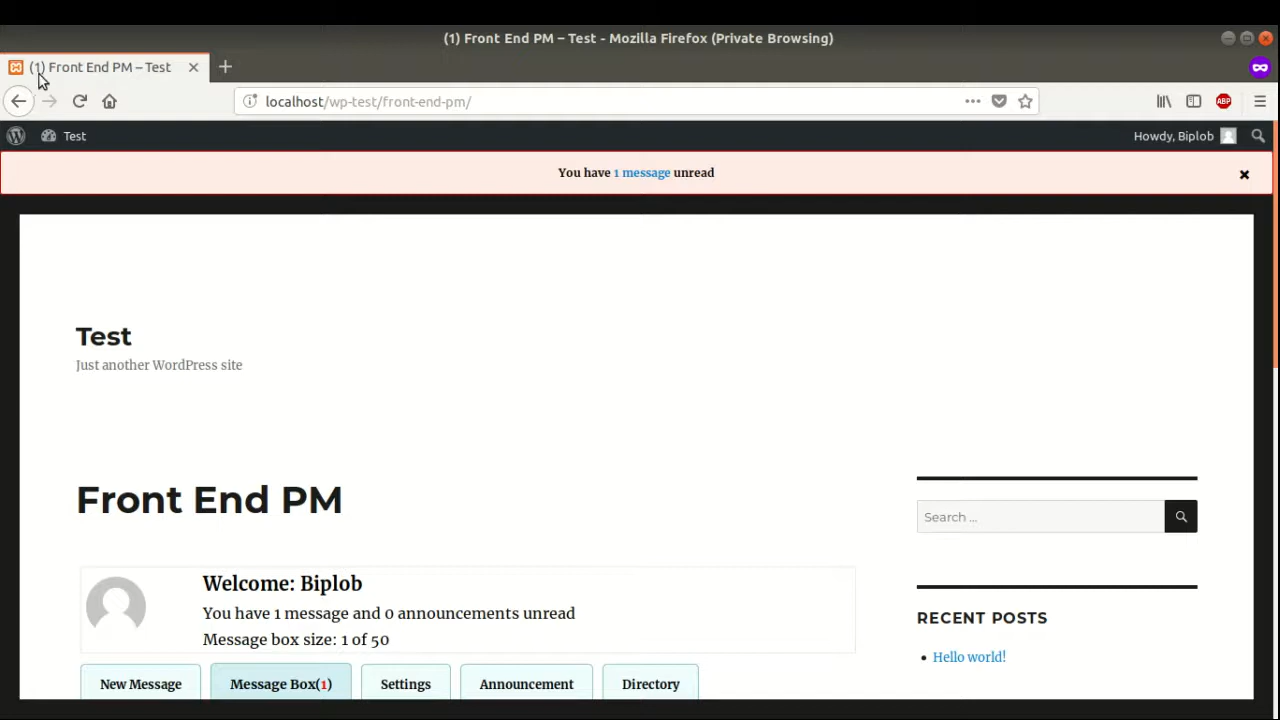 (1) Front End PM – Test - Mozilla Firefox (Private Browsing)
(1) Front End PM – Test
localhost/wp-test/front-end-pm/
ABP
Test
Howdy, Biplob
You have 1 message unread
Test
Just another WordPress site
Front End PM
Search …
Welcome: Biplob
You have 1 message and 0 announcements unread
Message box size: 1 of 50
RECENT POSTS
Hello world!
New Message
Message Box(1)
Settings
Announcement
Directory